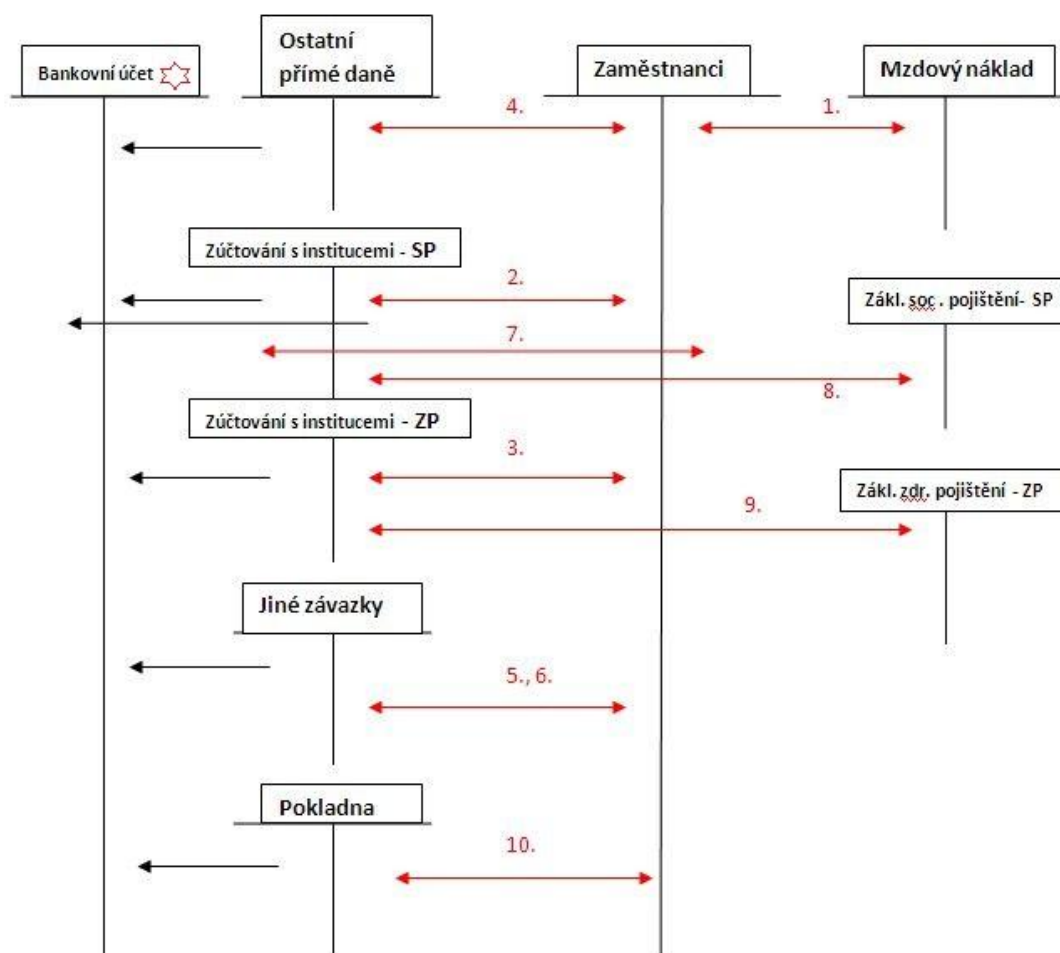 Bankovní účet
Ostatní
přímé daně
Zaměstnanci
Mzdový náklad
4.
1.
Zúčtování s institucemi - SP
2.
Zákl. soc . pojištění- SP
7.
8.
Zúčtování s institucemi - ZP
3.
Zákl. zdr. pojištění - ZP
9.
Jiné závazky
5., 6.
Pokladna
10.